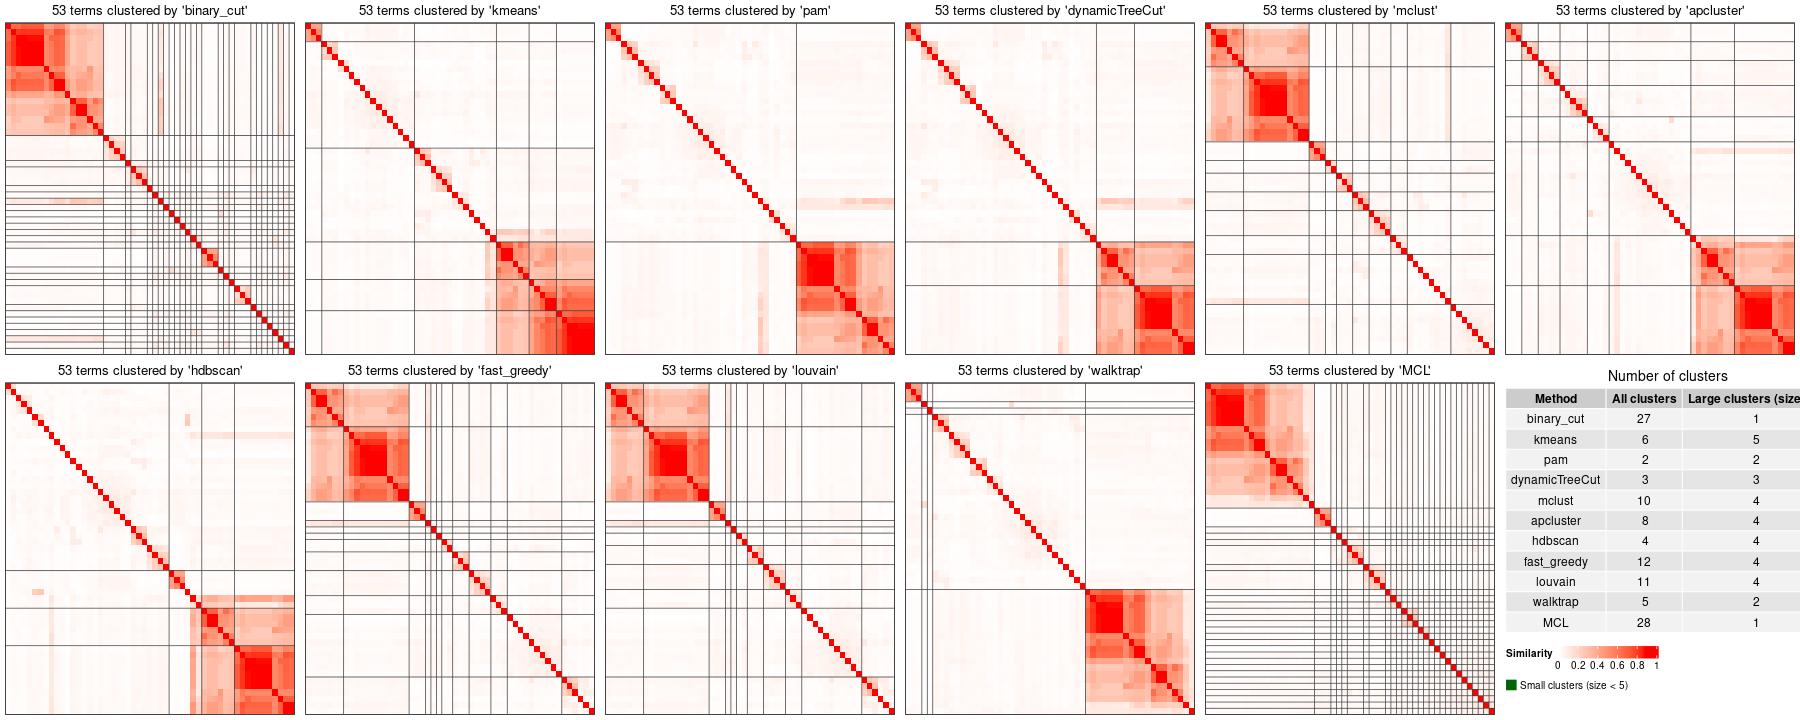 53 terms clustered by 'binary_cut'
53 terms clustered by 'kmeans'
53 terms clustered by 'pam'
53 terms clustered by 'dynamicTreeCut'
53 terms clustered by 'mclust'
53 terms clustered by 'apcluster'
53 terms clustered by 'hdbscan'
53 terms clustered by 'fast_greedy'
53 terms clustered by 'louvain'
53 terms clustered by 'walktrap'
53 terms clustered by 'MCL'
Number of clusters
Method All clusters Large clusters (size
binary_cut 27 1
kmeans 6 5
pam 2 2
dynamicTreeCut 3 3
mclust 10 4
apcluster 8 4
hdbscan 4 4
fast_greedy 12 4
louvain 11 4
walktrap 5 2
MCL 28 1
Similarity
0 0.2 0.4 0.6 0.8 1
Small clusters (size < 5)